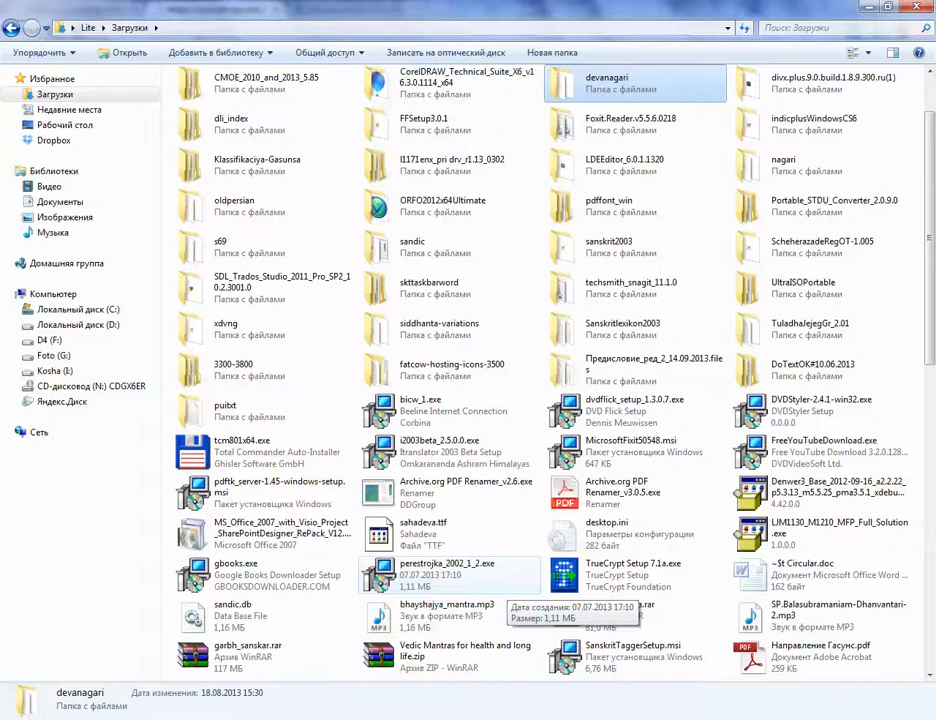 Lite
Загрузки
Поиск: Загрузки
Упорядочить
Открыть
Добавить в библиотеку
Общий доступ
Записать на оптический диск
Новая папка
Избранное
Загрузки
Недавние места
Рабочий стол
Dropbox
Библиотеки
Видео
Документы
Изображения
Музыка
Домашняя группа
Компьютер
Локальный диск (C:)
Локальный диск (D:)
D4 (F:)
Foto (G:)
Kosha (I:)
CD-дисковод (N:) CDGX6ER
Яндекс.Диск
Сеть
CMOE_2010_and_2013_5.85
Папка с файлами
CorelDRAW_Technical_Suite_X6_v1
6.3.0.1114_x64
Папка с файлами
devanagari
Папка с файлами
divx.plus.9.0.build.1.8.9.300.ru(1)
Папка с файлами
dli_index
Папка с файлами
FFSetup3.0.1
Папка с файлами
Foxit.Reader.v5.5.6.0218
Папка с файлами
indicplusWindowsCS6
Папка с файлами
Klassifikaciya-Gasunsa
Папка с файлами
l1171enx_pri drv_r1.13_0302
Папка с файлами
LDEEditor_6.0.1.1320
Папка с файлами
nagari
Папка с файлами
oldpersian
Папка с файлами
ORFO2012x64Ultimate
Папка с файлами
pdffont_win
Папка с файлами
Portable_STDU_Converter_2.0.9.0
Папка с файлами
s69
Папка с файлами
sandic
Папка с файлами
sanskrit2003
Папка с файлами
ScheherazadeRegOT-1.005
Папка с файлами
SDL_Trados_Studio_2011_Pro_SP2_1
0.2.3001.0
Папка с файлами
skttaskbarword
Папка с файлами
techsmith_snagit_11.1.0
Папка с файлами
UltraISOPortable
Папка с файлами
xdvng
Папка с файлами
siddhanta-variations
Папка с файлами
Sanskritlexikon2003
Папка с файлами
TuladhaJejegGr_2.01
Папка с файлами
3300-3800
Папка с файлами
fatcow-hosting-icons-3500
Папка с файлами
Предисловие_ред_2_14.09.2013.file
s
Папка с файлами
DoTextOK#10.06.2013
Папка с файлами
puitxt
Папка с файлами
bicw_1.exe
Beeline Internet Connection
Corbina
dvdflick_setup_1.3.0.7.exe
DVD Flick Setup
Dennis Meuwissen
DVDStyler-2.4.1-win32.exe
DVDStyler Setup
0.0.0.0
tcm801x64.exe
Total Commander Auto-Installer
Ghisler Software GmbH
i2003beta_2.5.0.0.exe
Itranslator 2003 Beta Setup
Omkarananda Ashram Himalayas
MicrosoftFixit50548.msi
Пакет установщика Windows
647 КБ
FreeYouTubeDownload.exe
Free YouTube Download 3.2.0.128...
DVDVideoSoft Ltd.
pdftk_server-1.45-windows-setup.
msi
Пакет установщика Windows
Archive.org PDF Renamer_v2.6.exe
Renamer
DDGroup
Archive.org PDF
Renamer_v3.0.5.exe
Renamer
Denwer3_Base_2012-09-16_a2.2.22_
p5.3.13_m5.5.25_pma3.5.1_xdebu...
4.42.0.0
MS_Office_2007_with_Visio_Project
_SharePointDesigner_RePack_V12....
Microsoft Office 2007
sahadeva.ttf
Sahadeva
Файл "TTF"
desktop.ini
Параметры конфигурации
282 байт
LJM1130_M1210_MFP_Full_Solution
.exe
1.0.0.0
gbooks.exe
Google Books Downloader Setup
GBOOKSDOWNLOADER.COM
perestrojka_2002_1_2.exe
07.07.2013 17:10
1,11 МБ
TrueCrypt Setup 7.1a.exe
TrueCrypt Setup
TrueCrypt Foundation
~$t Circular.doc
Документ Microsoft Office Word 9...
162 байт
Дата создания: 07.07.2013 17:10
Размер: 1,11 МБ
sandic.db
Data Base File
1,16 МБ
bhayshajya_mantra.mp3
Звук в формате MP3
1,16 МБ
.rar
81,0 МБ
SP.Balasubramaniam-Dhanvantari-
2.mp3
Звук в формате MP3
garbh_sanskar.rar
Архив WinRAR
117 МБ
Vedic Mantras for health and long
life.zip
Архив ZIP - WinRAR
SanskritTaggerSetup.msi
Пакет установщика Windows
6,76 МБ
Направление Гасунс.pdf
Документ Adobe Acrobat
259 КБ
devanagari
Дата изменения: 18.08.2013 15:30
Папка с файлами